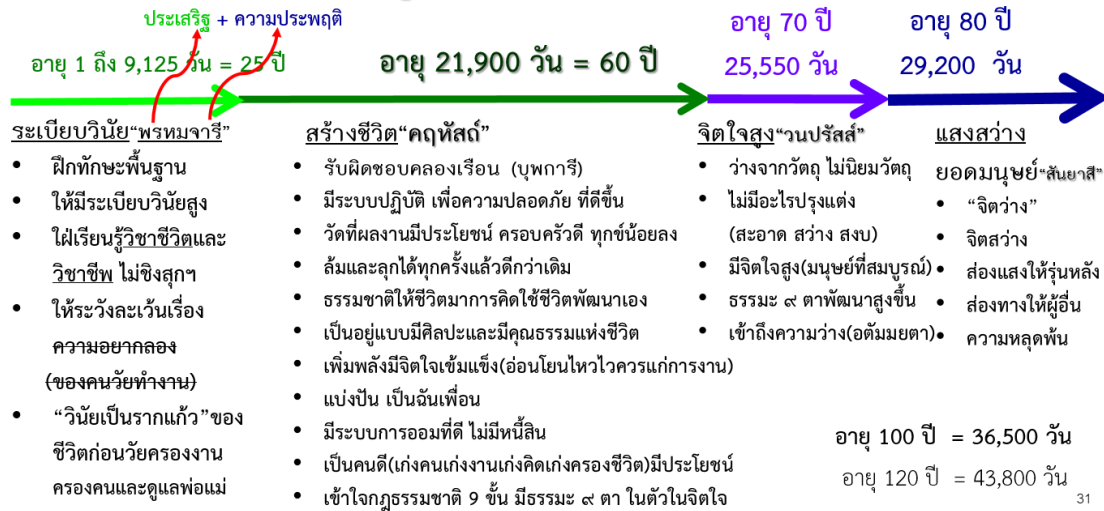 ประเสริฐ + ความประพฤติ
อายุ 1 ถึง 9,125 วัน = 25 ปี
อายุ 21,900 วัน = 60 ปี
อายุ 70 ปี
25,550 วัน
อายุ 80 ปี
29,200 วัน
ระเบียบวินัย“พรหมจารี”
• ฝึกทักษะพื้นฐาน
• ให้มีระเบียบวินัยสูง
• ใฝ่เรียนรู้วิชาชีวิตและ
วิชาชีพ ไม่ชิงสุกฯ
• ให้ระวังละเว้นเรื่อง
ความอยากลอง
(ของคนวัยทำงาน)
• “วินัยเป็นรากแก้ว”ของ
ชีวิตก่อนวัยครองงาน
ครองคนและดูแลพ่อแม่
สร้างชีวิต“คฤหัสถ์”
• รับผิดชอบคลองเรือน (บุพการี)
• มีระบบปฏิบัติ เพื่อความปลอดภัย ที่ดีขึ้น
• วัดที่ผลงานมีประโยชน์ ครอบครัวดี ทุกข์น้อยลง
• ล้มและลุกได้ทุกครั้งแล้วดีกว่าเดิม
• ธรรมชาติให้ชีวิตมาการคิดใช้ชีวิตพัฒนาเอง
• เป็นอยู่แบบมีศิลปะและมีคุณธรรมแห่งชีวิต
• เพิ่มพลังมีจิตใจเข้มแข็ง(อ่อนโยนไหวไวควรแก่การงาน)
• แบ่งปัน เป็นฉันเพื่อน
• มีระบบการออมที่ดี ไม่มีหนี้สิน
• เป็นคนดี(เก่งคนเก่งงานเก่งคิดเก่งครองชีวิต)มีประโยชน์
• เข้าใจกฎธรรมชาติ 9 ขั้น มีธรรมะ ๙ ตา ในตัวในจิตใจ
จิตใจสูง“วนปรัสส์”
• ว่างจากวัตถุ ไม่นิยมวัตถุ
• ไม่มีอะไรปรุงแต่ง
(สะอาด สว่าง สงบ)
• มีจิตใจสูง(มนุษย์ที่สมบูรณ์)
• ธรรมะ ๙ ตาพัฒนาสูงขึ้น
• เข้าถึงความว่าง(อตัมมยตา)
แสงสว่าง
ยอดมนุษย์“สันยาสี”
• “จิตว่าง”
• จิตสว่าง
• ส่องแสงให้รุ่นหลัง
• ส่องทางให้ผู้อื่น
• ความหลุดพ้น
อายุ 100 ปี = 36,500 วัน
อายุ 120 ปี = 43,800 วัน
31